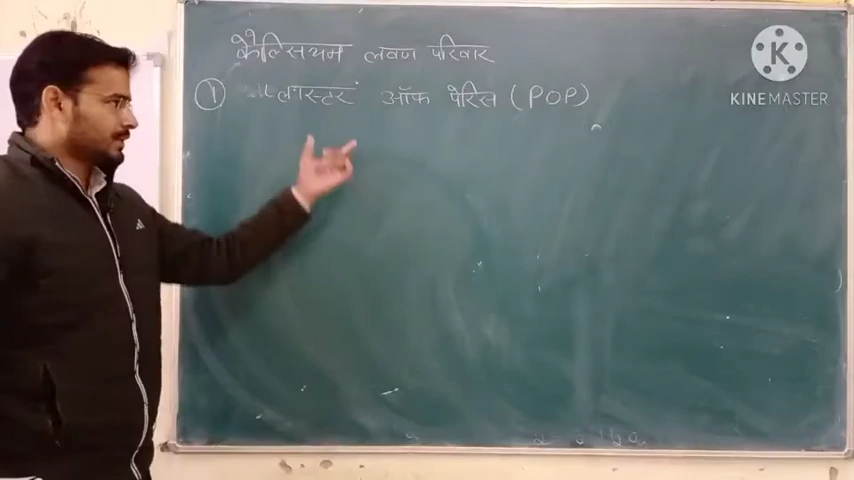 कैल्सियम लवण परिवार
① प्लास्टर ऑफ पेरिस (POP)
K
KINEMASTER